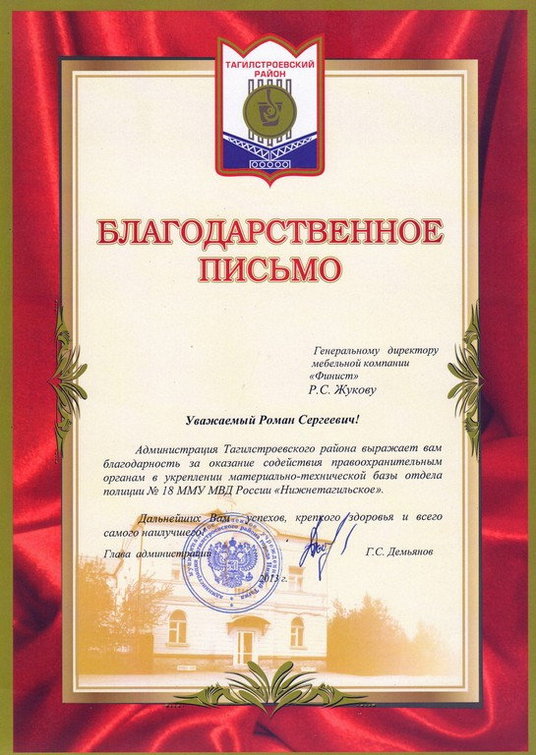 ТАГИЛСТРОЕВСКИЙ
РАЙОН
БЛАГОДАРСТВЕННОЕ
ПИСЬМО
Генеральному директору
мебельной компании
«Финист»
Р.С. Жукову
Уважаемый Роман Сергеевич!
Администрация Тагилстроевского района выражает вам
благодарность за оказание содействия правоохранительным
органам в укреплении материально-технической базы отдела
полиции № 18 ММУ МВД России «Нижнетагильское».
Дальнейших Вам успехов, крепкого здоровья и всего
самого наилучшего!
Глава администрации Г.С. Демьянов
2013 г.